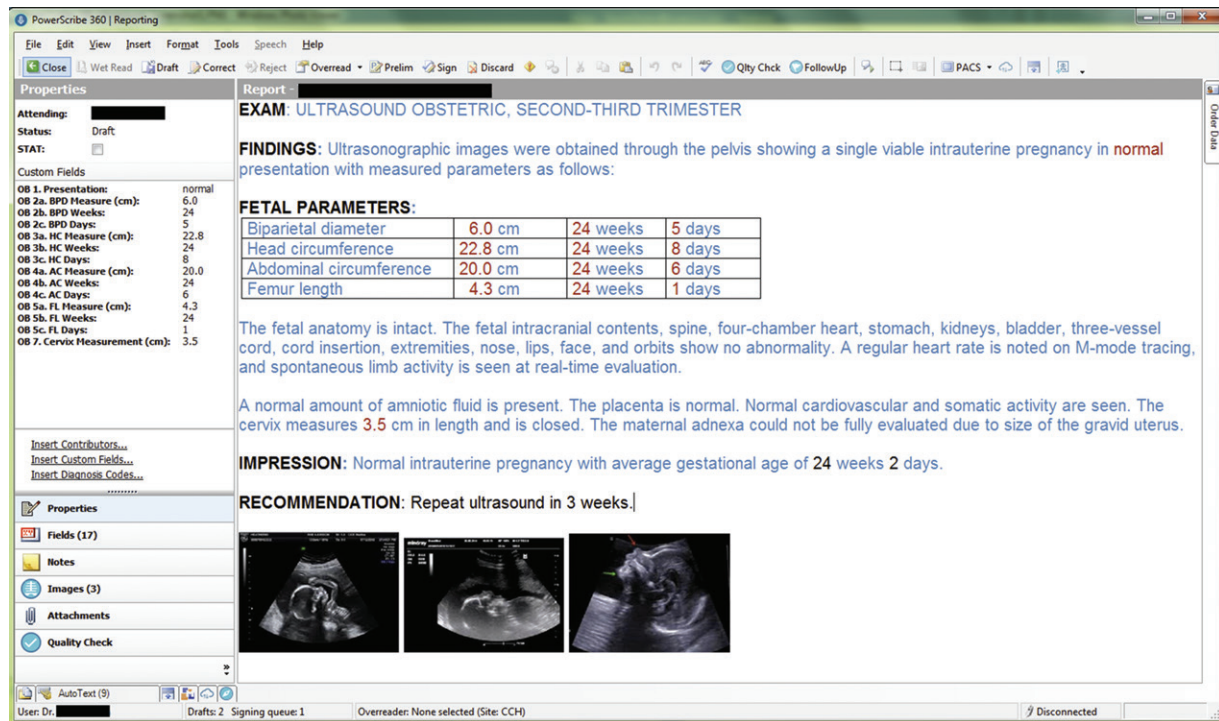 PowerScribe 360 | Reporting
File Edit View Insert Format Tools Speech Help
Close Wet Read Draft Correct Reject Overread Prelim Sign Discard Qlty Chck FollowUp PACS
Properties
Attending:
Status: Draft
STAT:
Custom Fields
OB 1. Presentation: normal
OB 2a. BPD Measure (cm): 6.0
OB 2b. BPD Weeks: 24
OB 2c. BPD Days: 5
OB 3a. HC Measure (cm): 22.8
OB 3b. HC Weeks: 24
OB 3c. HC Days: 8
OB 4a. AC Measure (cm): 20.0
OB 4b. AC Weeks: 24
OB 4c. AC Days: 6
OB 5a. FL Measure (cm): 4.3
OB 5b. FL Weeks: 24
OB 5c. FL Days: 1
OB 7. Cervix Measurement (cm): 3.5
Insert Contributors...
Insert Custom Fields...
Insert Diagnosis Codes...
Properties
Fields (17)
Notes
Images (3)
Attachments
Quality Check
»
AutoText (9)
Report -
EXAM: ULTRASOUND OBSTETRIC, SECOND-THIRD TRIMESTER
FINDINGS: Ultrasonographic images were obtained through the pelvis showing a single viable intrauterine pregnancy in normal
presentation with measured parameters as follows:
FETAL PARAMETERS:
Biparietal diameter 6.0 cm 24 weeks 5 days
Head circumference 22.8 cm 24 weeks 8 days
Abdominal circumference 20.0 cm 24 weeks 6 days
Femur length 4.3 cm 24 weeks 1 days
The fetal anatomy is intact. The fetal intracranial contents, spine, four-chamber heart, stomach, kidneys, bladder, three-vessel
cord, cord insertion, extremities, nose, lips, face, and orbits show no abnormality. A regular heart rate is noted on M-mode tracing,
and spontaneous limb activity is seen at real-time evaluation.
A normal amount of amniotic fluid is present. The placenta is normal. Normal cardiovascular and somatic activity are seen. The
cervix measures 3.5 cm in length and is closed. The maternal adnexa could not be fully evaluated due to size of the gravid uterus.
IMPRESSION: Normal intrauterine pregnancy with average gestational age of 24 weeks 2 days.
RECOMMENDATION: Repeat ultrasound in 3 weeks.
Order Data
User: Dr. Drafts: 2 Signing queue: 1 Overreader: None selected (Site: CCH) Disconnected